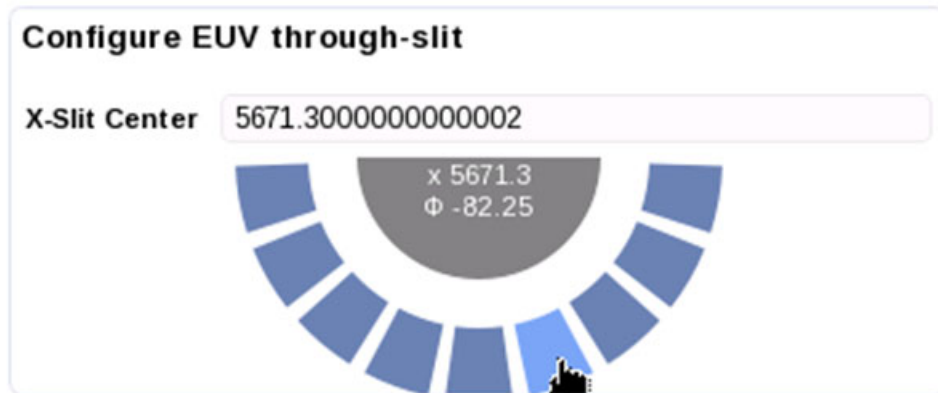 Configure EUV through-slit
X-Slit Center 5671.3000000000002
x 5671.3
Φ -82.25